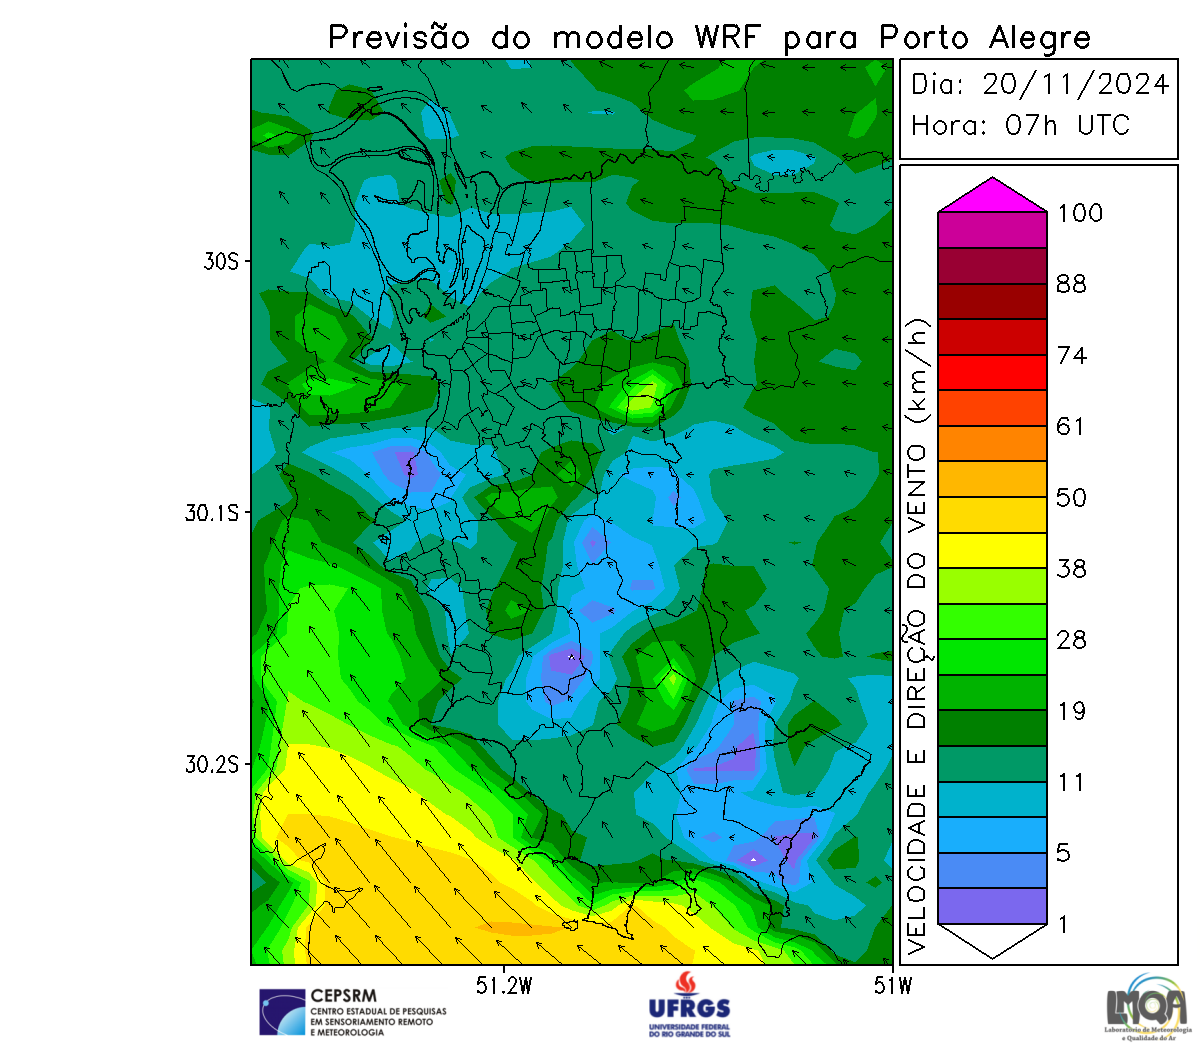 Previsão do modelo WRF para Porto Alegre
Dia: 20/11/2024
Hora: 07h UTC
30S
30.1S
30.2S
51.2W
51W
VELOCIDADE E DIREÇÃO DO VENTO (km/h)
100
88
74
61
50
38
28
19
11
5
1
CEPSRM
CENTRO ESTADUAL DE PESQUISAS
EM SENSORIAMENTO REMOTO
E METEOROLOGIA
UFRGS
UNIVERSIDADE FEDERAL
DO RIO GRANDE DO SUL
LMQA
Laboratório de Meteorologia
e Qualidade do Ar